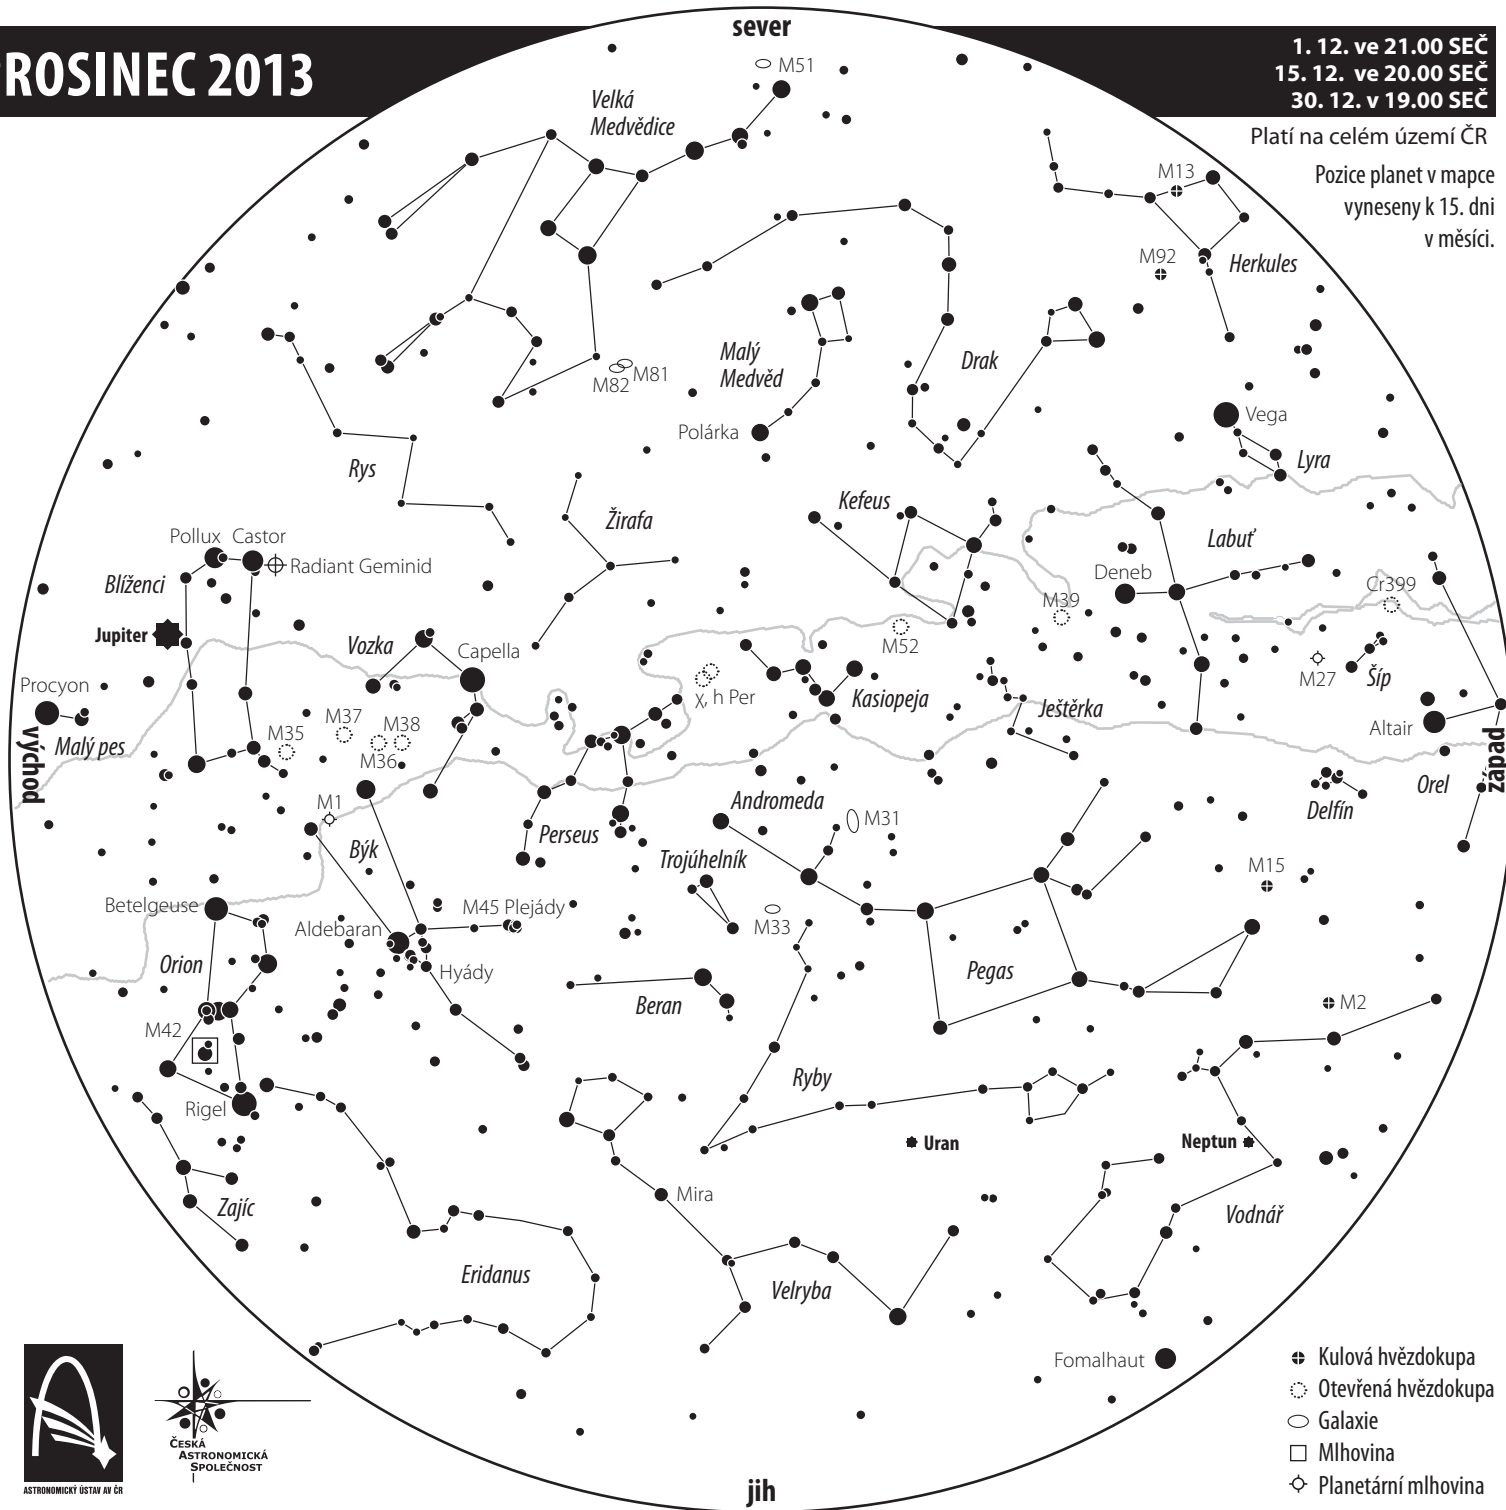 ROSINEC 2013
sever
1. 12. ve 21.00 SEČ
15. 12. ve 20.00 SEČ
30. 12. v 19.00 SEČ
Platí na celém území ČR
Pozice planet v mapce
vyneseny k 15. dni
v měsíci.
M51
Velká
Medvědice
M13
M92
Herkules
Malý
Medvěd
Drak
M82
M81
Polárka
Vega
Lyra
Rys
Žirafa
Kefeus
Labuť
Pollux
Castor
Radiant Geminid
Blíženci
Deneb
Cr399
M39
Jupiter
Vozka
Capella
M52
M27
Šíp
Procyon
χ, h Per
Kasiopeja
Ještěrka
Altair
Malý pes
M35
M37
M38
M36
východ
západ
Orel
Delfín
M1
Andromeda
M31
Perseus
Býk
Trojúhelník
M15
Betelgeuse
M45 Plejády
M33
Aldebaran
Orion
Hyády
Pegas
Beran
M2
M42
Ryby
Rigel
Uran
Neptun
Mira
Zajíc
Vodnář
Eridanus
Velryba
Fomalhaut
Kulová hvězdokupa
Otevřená hvězdokupa
Galaxie
Mlhovina
Planetární mlhovina
jih
ASTRONOMICKÝ ÚSTAV AV ČR
ČESKÁ
ASTRONOMICKÁ
SPOLEČNOST